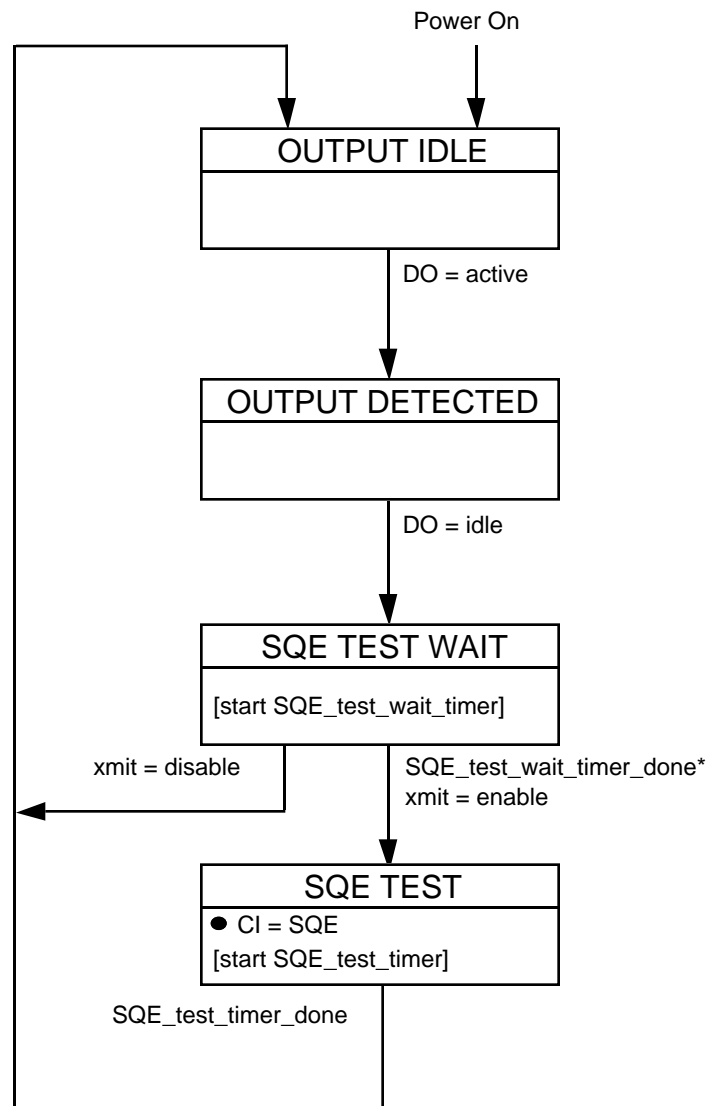 Power On
OUTPUT IDLE
DO = active
OUTPUT DETECTED
DO = idle
SQE TEST WAIT
[start SQE_test_wait_timer]
xmit = disable
SQE_test_wait_timer_done*
xmit = enable
SQE TEST
● CI = SQE
[start SQE_test_timer]
SQE_test_timer_done